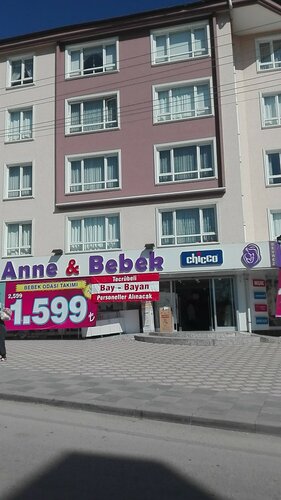 Anne & Bebek
chicco
BEBEK ODASI TAKIMI
2.599
1.599 ₺
Tecrübeli
Bay - Bayan
Personeller Alınacak